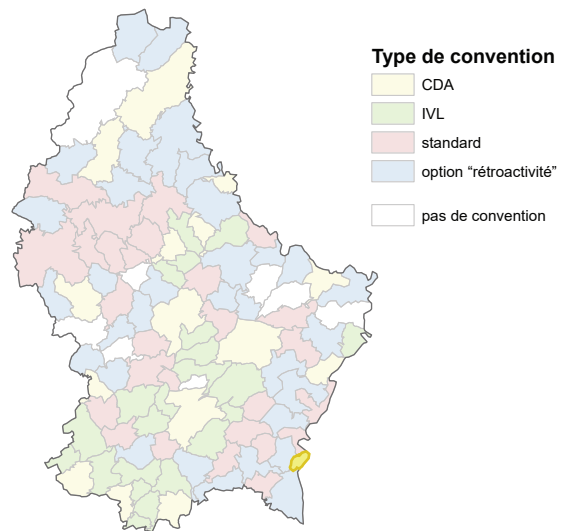 Type de convention
CDA
IVL
standard
option “rétroactivité”
pas de convention